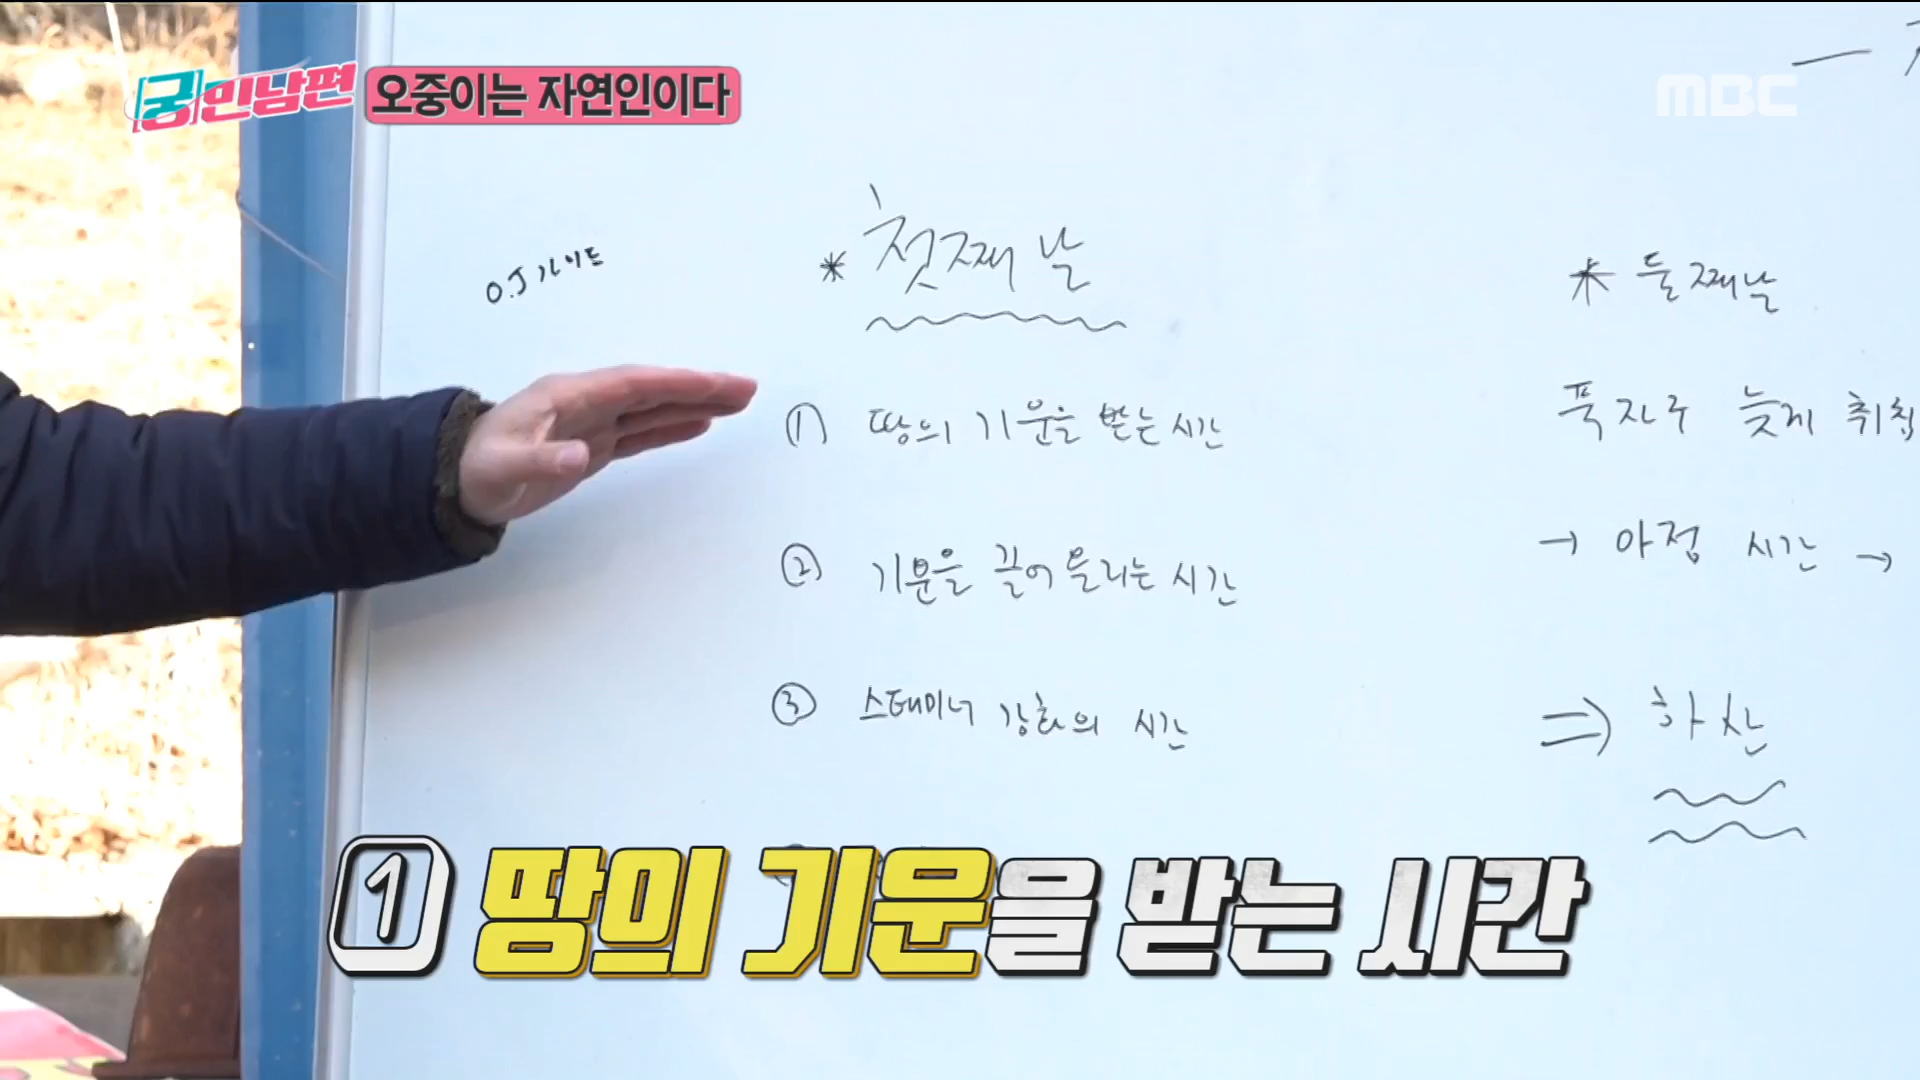 궁민남편 오중이는 자연인이다
MBC
O.J 가이드
* 첫째날
① 땅의 기운을 받는 시간
② 기운을 끌어 올리는 시간
③ 스태미너 강화의 시간
* 둘째날
푹 자구 늦게 취침
→ 아점 시간 →
⇒ 하산
1 땅의 기운을 받는 시간